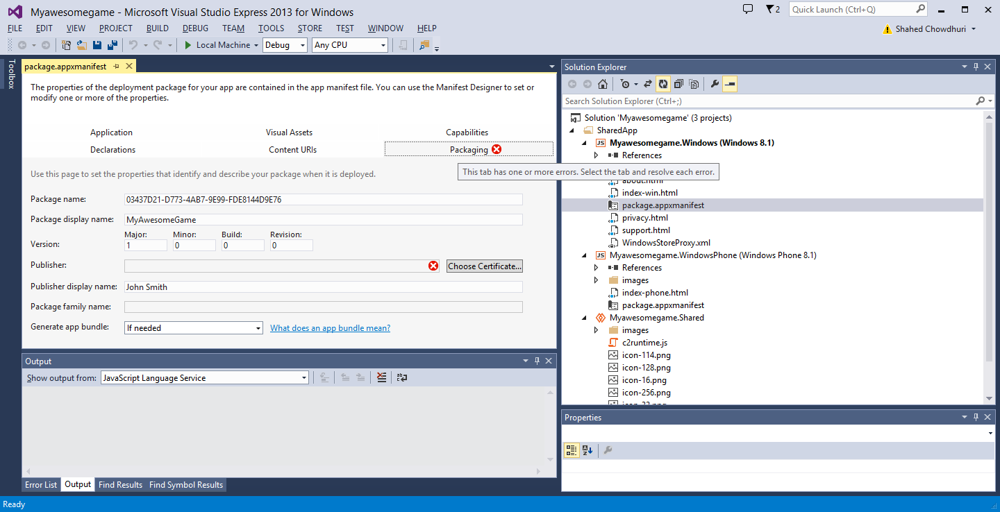 Myawesomegame - Microsoft Visual Studio Express 2013 for Windows
2
Quick Launch (Ctrl+Q)
FILE EDIT VIEW PROJECT BUILD DEBUG TEAM TOOLS STORE TEST WINDOW HELP
Shahed Chowdhuri
Local Machine
Debug
Any CPU
Toolbox
package.appxmanifest
The properties of the deployment package for your app are contained in the app manifest file. You can use the Manifest Designer to set or
modify one or more of the properties.
Application
Visual Assets
Capabilities
Declarations
Content URIs
Packaging
This tab has one or more errors. Select the tab and resolve each error.
Use this page to set the properties that identify and describe your package when it is deployed.
Package name: 03437D21-D773-4AB7-9E99-FDE8144D9E76
Package display name: MyAwesomeGame
Major: Minor: Build: Revision:
Version: 1 0 0 0
Publisher: Choose Certificate...
Publisher display name: John Smith
Package family name:
Generate app bundle: If needed What does an app bundle mean?
Output
Show output from: JavaScript Language Service
Error List Output Find Results Find Symbol Results
Solution Explorer
Search Solution Explorer (Ctrl+;)
Solution 'Myawesomegame' (3 projects)
SharedApp
JS Myawesomegame.Windows (Windows 8.1)
References
about.html
index-win.html
package.appxmanifest
privacy.html
support.html
WindowsStoreProxy.xml
JS Myawesomegame.WindowsPhone (Windows Phone 8.1)
References
images
index-phone.html
package.appxmanifest
Myawesomegame.Shared
images
c2runtime.js
icon-114.png
icon-128.png
icon-16.png
icon-256.png
icon-32.png
Properties
Ready